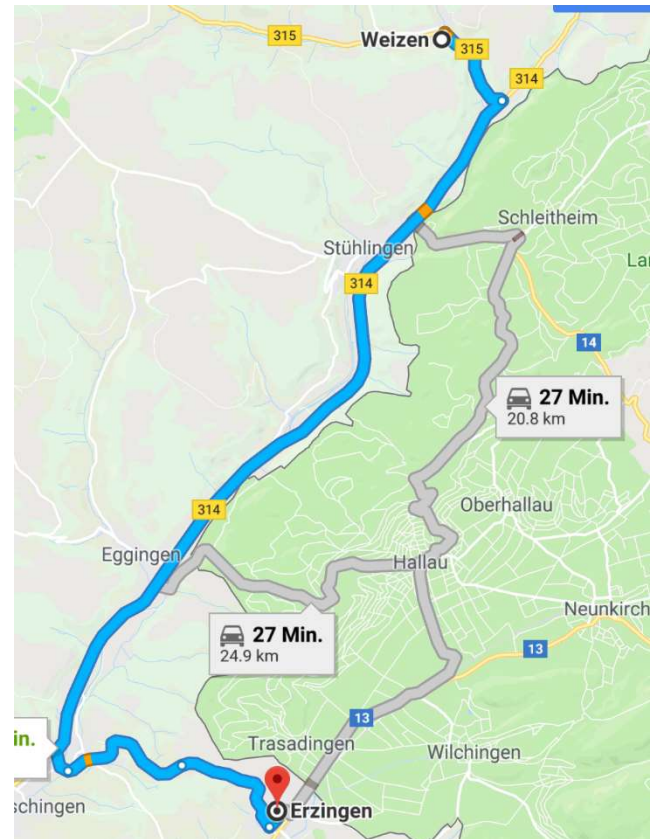 315
Weizen
315
314
Schleitheim
Stühlingen
314
14
27 Min.
20.8 km
314
Oberhallau
Eggingen
Hallau
27 Min.
24.9 km
Neunkirch
13
13
Trasadingen
Wilchingen
Erzingen